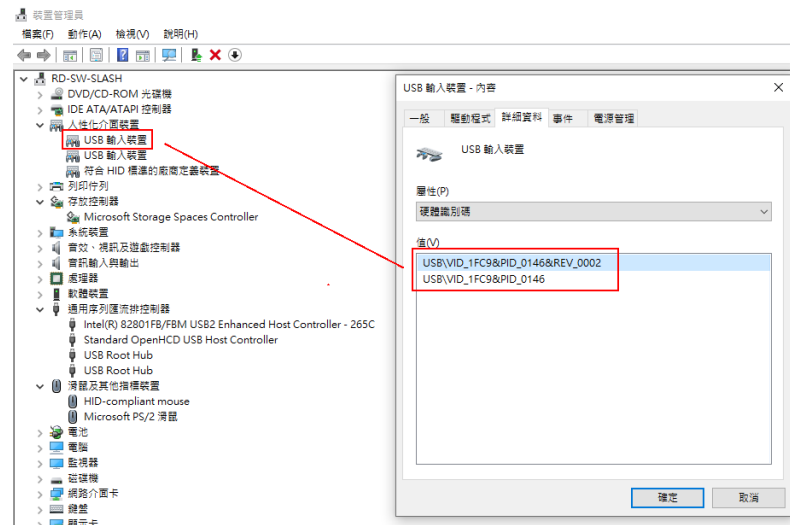 裝置管理員
檔案(F) 動作(A) 檢視(V) 說明(H)
RD-SW-SLASH
DVD/CD-ROM 光碟機
IDE ATA/ATAPI 控制器
人性化介面裝置
USB 輸入裝置
USB 輸入裝置
符合 HID 標準的廠商定義裝置
列印佇列
存放控制器
Microsoft Storage Spaces Controller
系統裝置
音效、視訊及遊戲控制器
音訊輸入與輸出
處理器
軟體裝置
通用序列匯流排控制器
Intel(R) 82801FB/FBM USB2 Enhanced Host Controller - 265C
Standard OpenHCD USB Host Controller
USB Root Hub
USB Root Hub
滑鼠及其他指標裝置
HID-compliant mouse
Microsoft PS/2 滑鼠
電池
電腦
監視器
磁碟機
網路介面卡
鍵盤
顯示卡
USB 輸入裝置 - 內容
一般 驅動程式 詳細資料 事件 電源管理
USB 輸入裝置
屬性(P)
硬體識別碼
值(V)
USB\VID_1FC9&PID_0146&REV_0002
USB\VID_1FC9&PID_0146
確定 取消